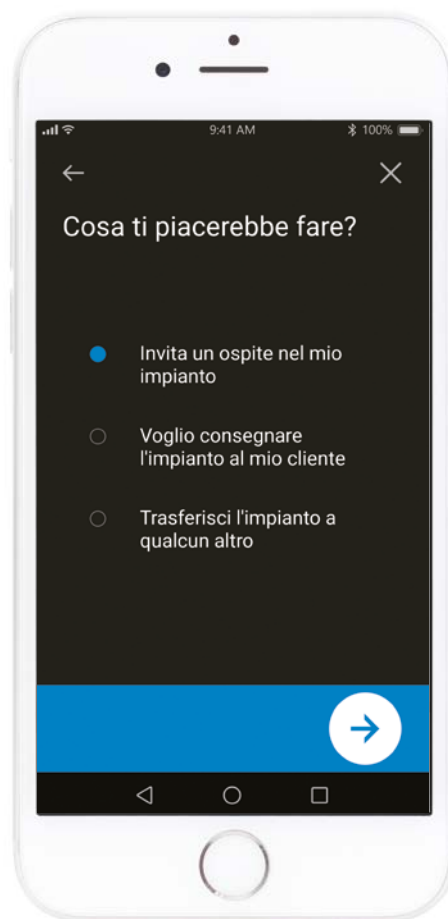 9:41 AM
100%
Cosa ti piacerebbe fare?
Invita un ospite nel mio
impianto
Voglio consegnare
l'impianto al mio cliente
Trasferisci l'impianto a
qualcun altro